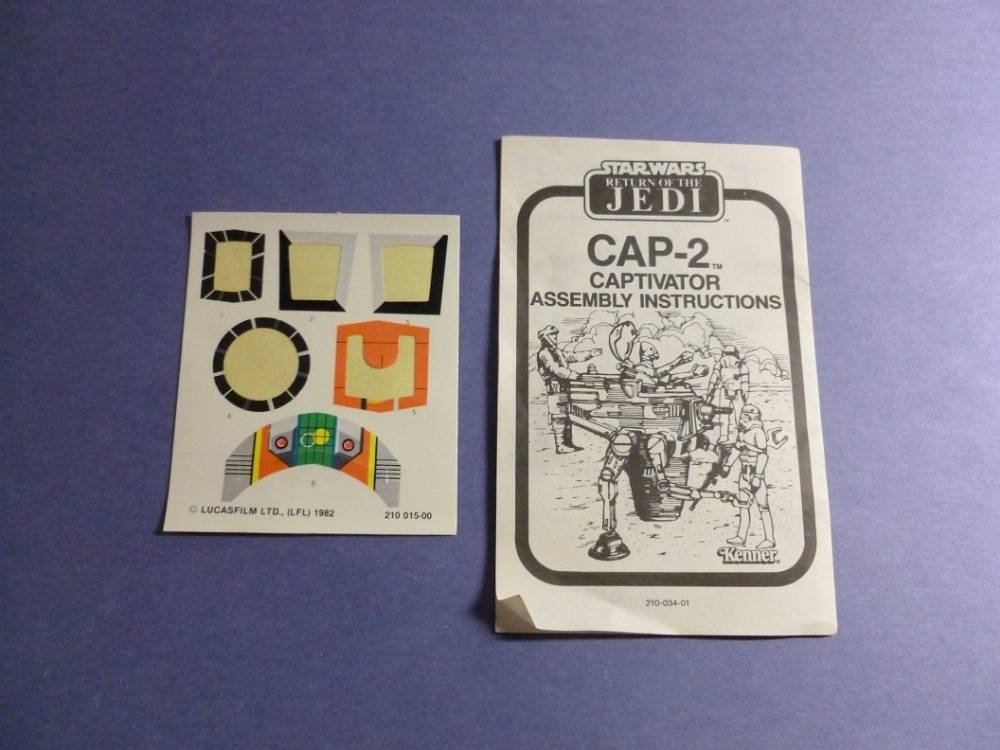 1
2
3
4
5
6
© LUCASFILM LTD., (LFL) 1982
210 015-00
STAR WARS
RETURN OF THE
JEDI
TM
CAP-2 TM
CAPTIVATOR
ASSEMBLY INSTRUCTIONS
Kenner®
210-034-01